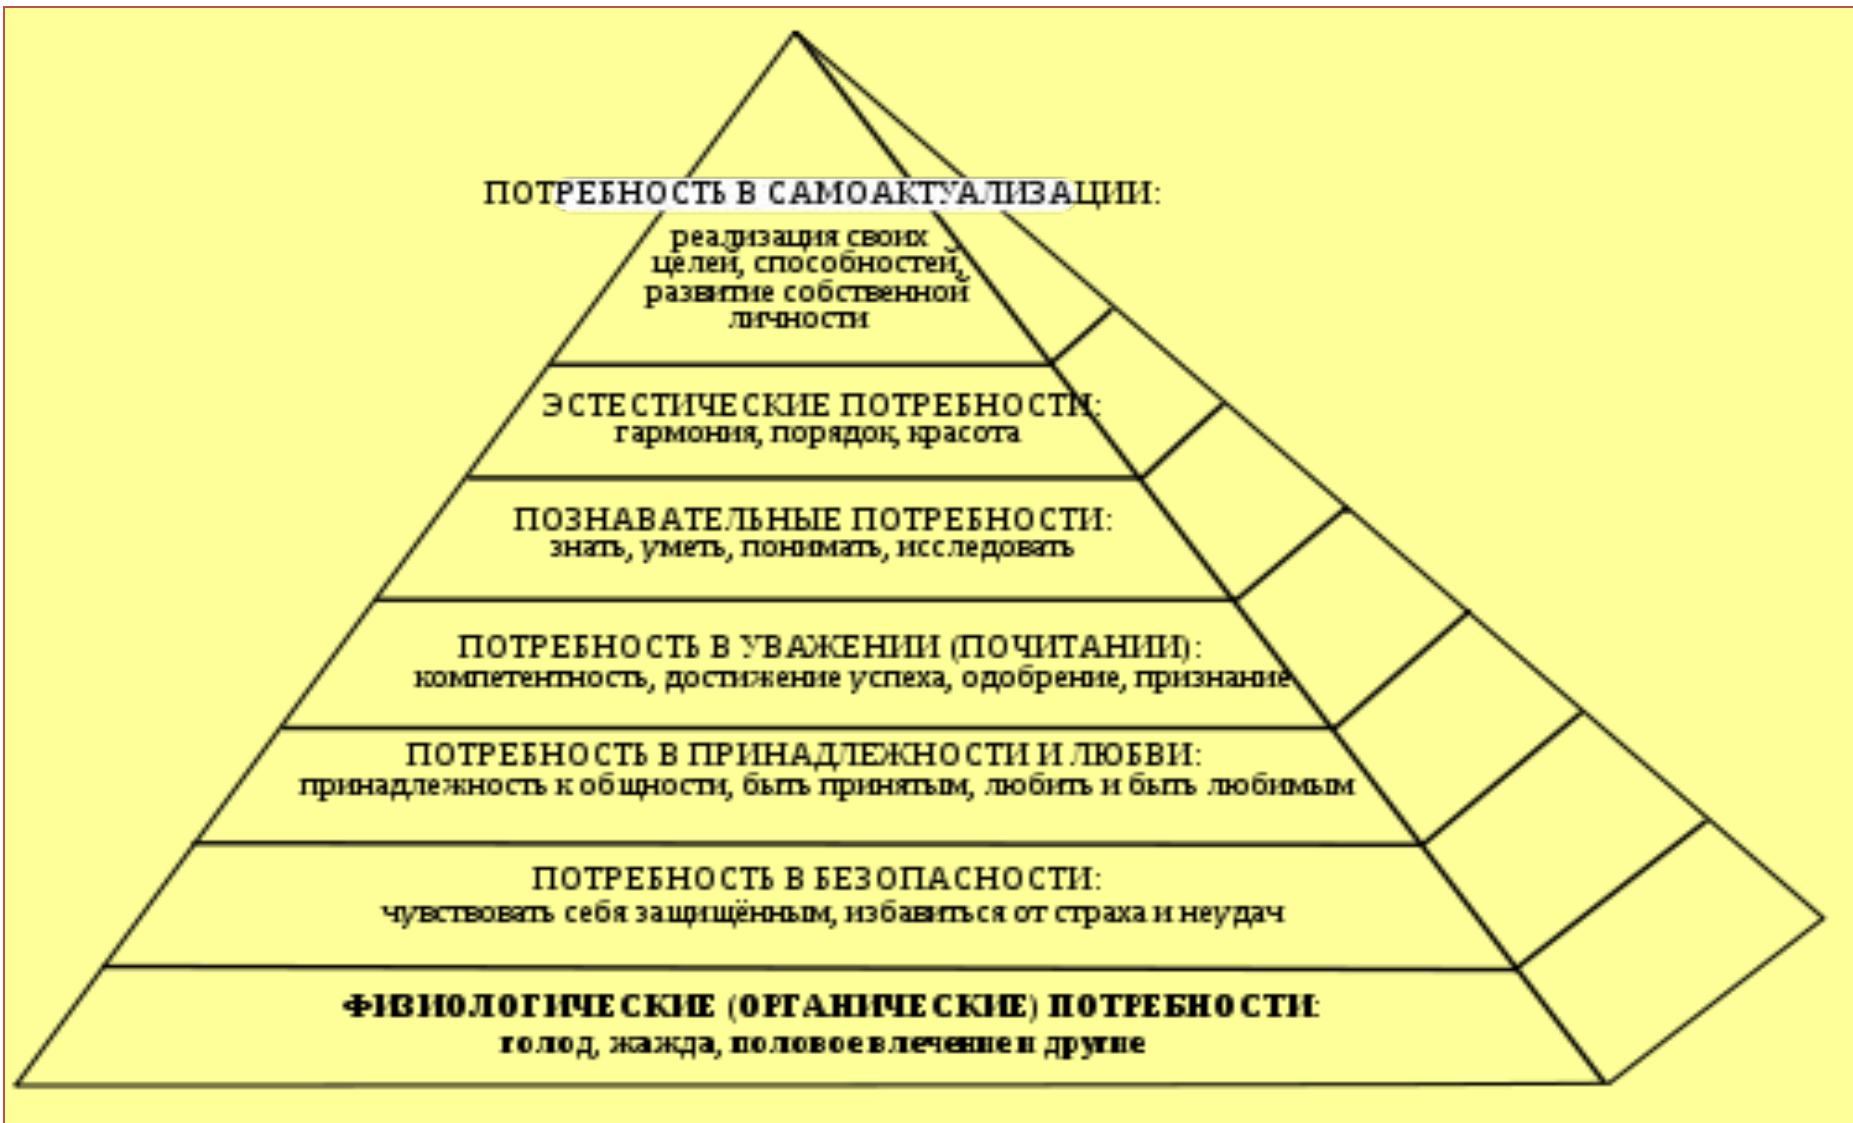 ПОТРЕБНОСТЬ В САМОАКТУАЛИЗАЦИИ:
реализация своих
целей, способностей,
развитие собственной
личности
ЭСТЕСТИЧЕСКИЕ ПОТРЕБНОСТИ:
гармония, порядок, красота
ПОЗНАВАТЕЛЬНЫЕ ПОТРЕБНОСТИ:
знать, уметь, понимать, исследовать
ПОТРЕБНОСТЬ В УВАЖЕНИИ (ПОЧИТАНИИ):
компетентность, достижение успеха, одобрение, признание
ПОТРЕБНОСТЬ В ПРИНАДЛЕЖНОСТИ И ЛЮБВИ:
принадлежность к общности, быть принятым, любить и быть любимым
ПОТРЕБНОСТЬ В БЕЗОПАСНОСТИ:
чувствовать себя защищённым, избавиться от страха и неудач
ФИЗИОЛОГИЧЕСКИЕ (ОРГАНИЧЕСКИЕ) ПОТРЕБНОСТИ:
голод, жажда, половое влечение и другие